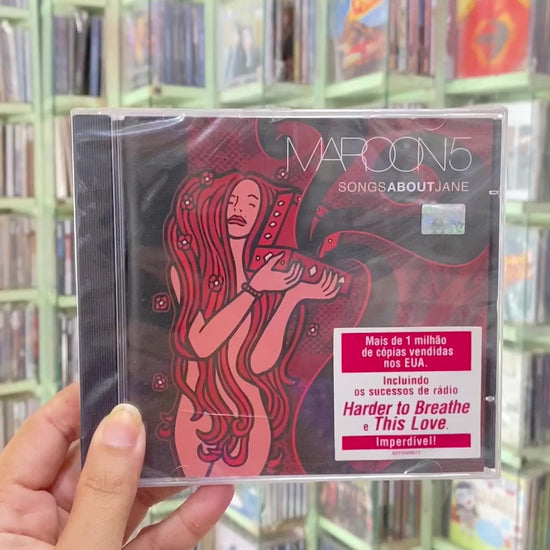 MAROON5
SONGSABOUTJANE
Mais de 1 milhão
de cópias vendidas
nos EUA.
Incluindo
os sucessos de rádio
Harder to Breathe
e This Love.
Imperdível!